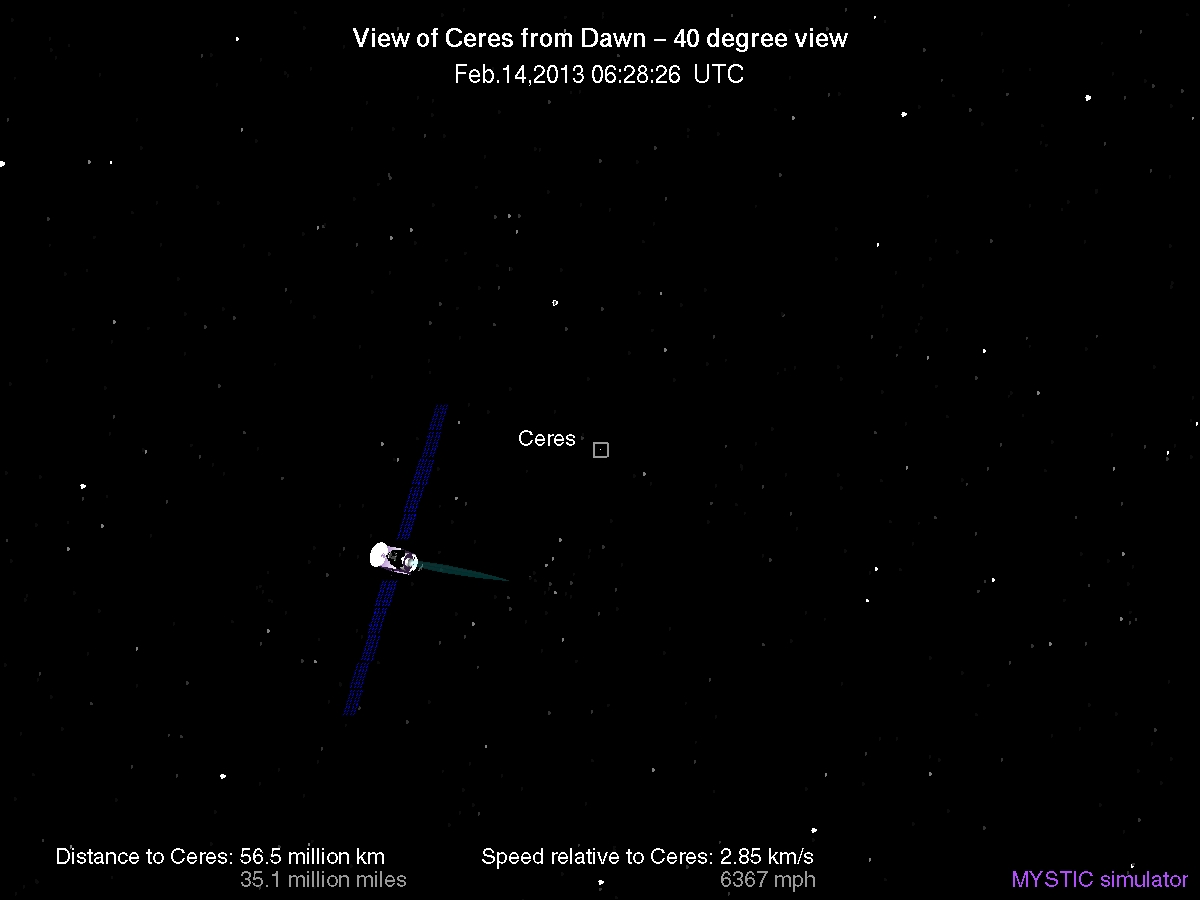 View of Ceres from Dawn – 40 degree view
Feb.14,2013 06:28:26 UTC
Ceres
Distance to Ceres: 56.5 million km
35.1 million miles
Speed relative to Ceres: 2.85 km/s
6367 mph
MYSTIC simulator